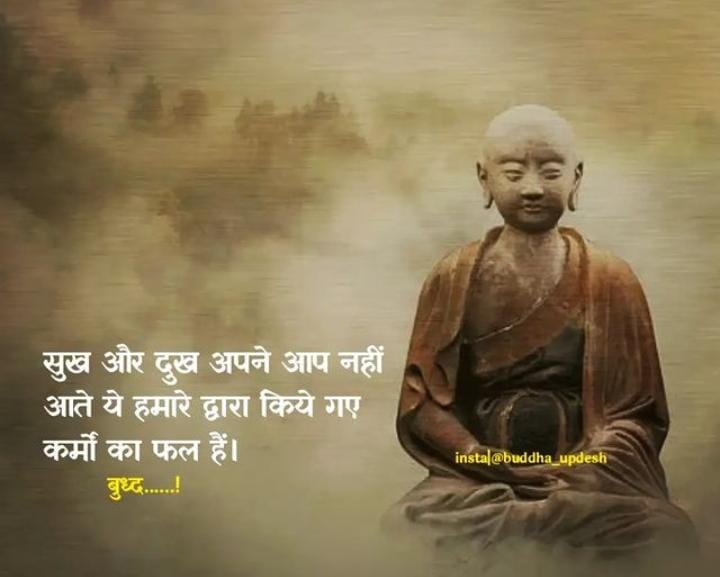 सुख और दुख अपने आप नहीं
आते ये हमारे द्वारा किये गए
कर्मो का फल हैं।
insta|@buddha_updesh
बुध्द......!